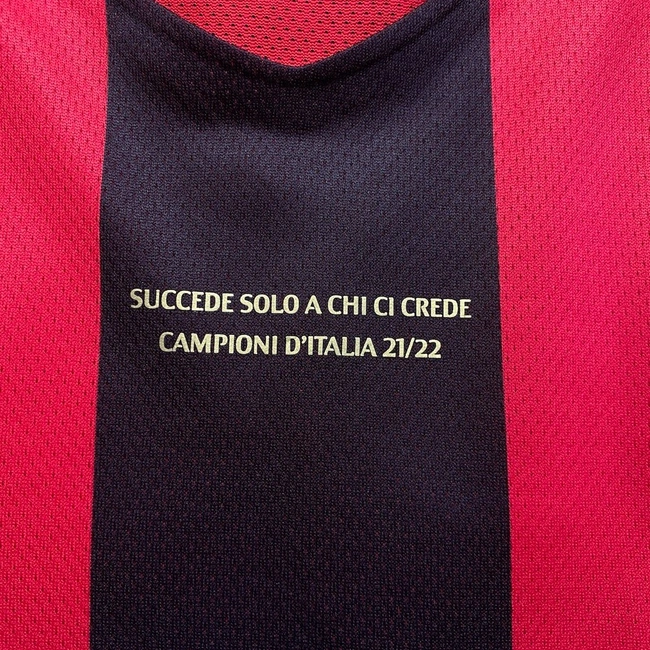 SUCCEDE SOLO A CHI CI CREDE
CAMPIONI D'ITALIA 21/22